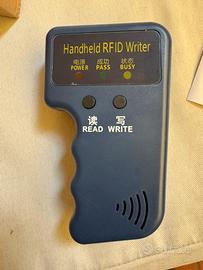 Handheld RFID Writer
电源 成功 状态
POWER PASS BUSY
读 写
READ WRITE